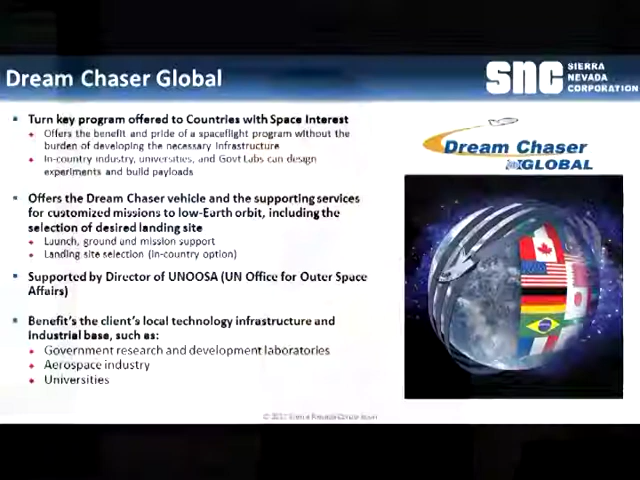 Dream Chaser Global
SNC SIERRA
NEVADA
CORPORATION
Turn key program offered to Countries with Space Interest
Offers the benefit and pride of a spaceflight program without the
burden of developing the necessary infrastructure
In-country industry, universities, and Govt Labs can design
experiments and build payloads
Offers the Dream Chaser vehicle and the supporting services
for customized missions to low-Earth orbit, including the
selection of desired landing site
Launch, ground and mission support
Landing site selection (in-country option)
Supported by Director of UNOOSA (UN Office for Outer Space
Affairs)
Benefit's the client's local technology infrastructure and
industrial base, such as:
Government research and development laboratories
Aerospace industry
Universities
Dream Chaser
GLOBAL
© Sierra Nevada Corporation